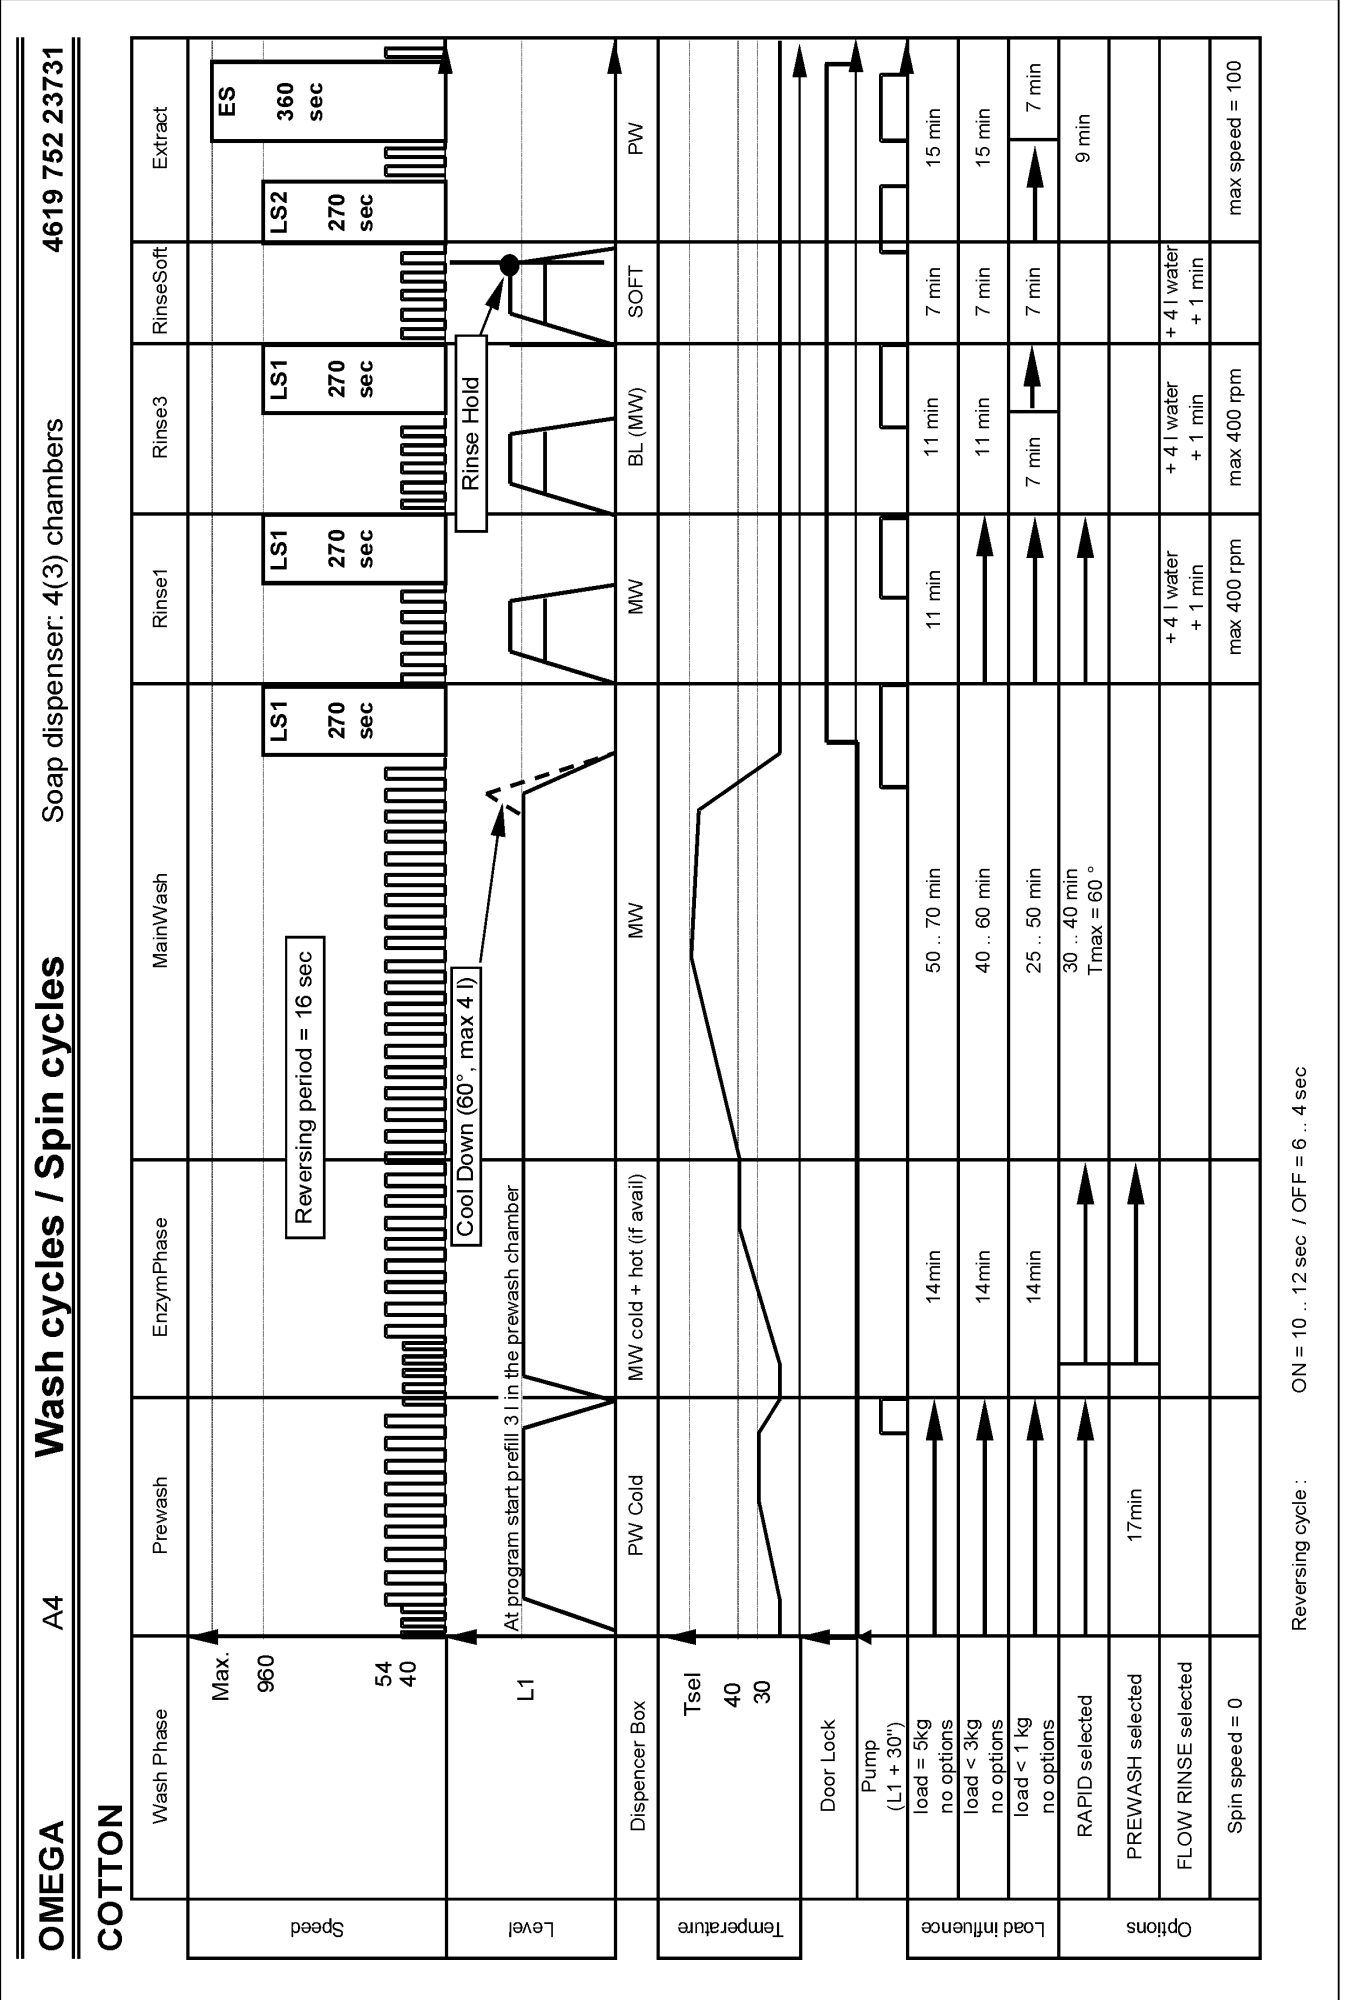 OMEGA A4 Wash cycles / Spin cycles Soap dispenser: 4(3) chambers 4619 752 23731
COTTON
Wash Phase Prewash EnzymPhase MainWash Rinse1 Rinse3 RinseSoft Extract
Speed
Max.
960
54
40
Reversing period = 16 sec
LS1
270
sec
LS1
270
sec
LS1
270
sec
LS2
270
sec
ES
360
sec
Level
L1
At program start prefill 3 l in the prewash chamber
Cool Down (60°, max 4 l)
Rinse Hold
Dispencer Box PW Cold MW cold + hot (if avail) MW MW BL (MW) SOFT PW
Temperature
Tsel
40
30
Door Lock
Pump
(L1 + 30")
Load influence
load = 5kg
no options
14min 50 .. 70 min 11 min 11 min 7 min 15 min
load < 3kg
no options
14min 40 .. 60 min 11 min 7 min 15 min
load < 1 kg
no options
14min 25 .. 50 min 7 min 7 min 7 min
Options
RAPID selected 30 .. 40 min
Tmax = 60 °
9 min
PREWASH selected 17min
FLOW RINSE selected + 4 l water
+ 1 min
+ 4 l water
+ 1 min
+ 4 l water
+ 1 min
Spin speed = 0 max 400 rpm max 400 rpm max speed = 100
Reversing cycle : ON = 10 .. 12 sec / OFF = 6 .. 4 sec